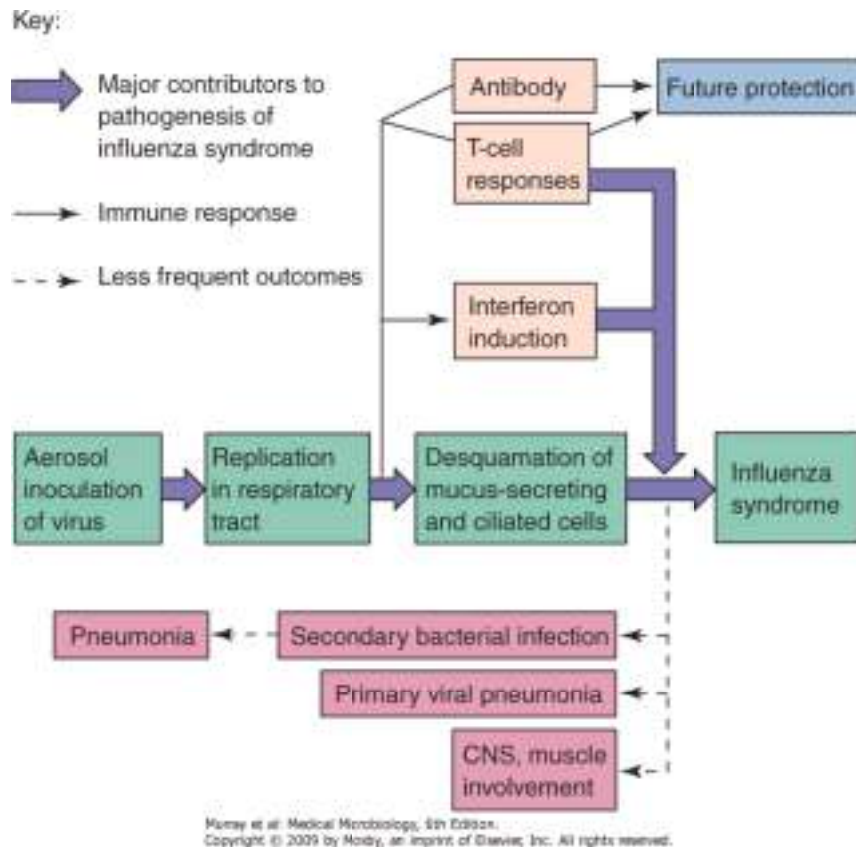 Key:
Major contributors to
pathogenesis of
influenza syndrome
Immune response
Less frequent outcomes
Antibody
Future protection
T-cell
responses
Interferon
induction
Aerosol
inoculation
of virus
Replication
in respiratory
tract
Desquamation of
mucus-secreting
and ciliated cells
Influenza
syndrome
Pneumonia
Secondary bacterial infection
Primary viral pneumonia
CNS, muscle
involvement
Murray et al: Medical Microbiology, 6th Edition.
Copyright © 2009 by Mosby, an imprint of Elsevier, Inc. All rights reserved.